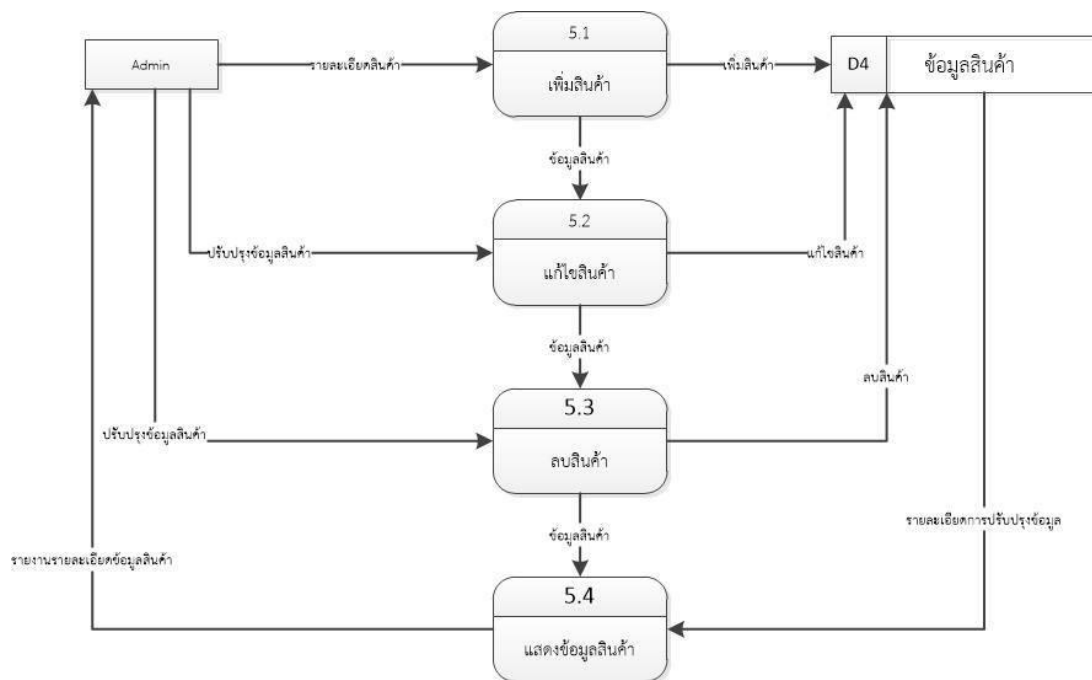 5.1
Admin
รายละเอียดสินค้า
เพิ่มสินค้า
เพิ่มสินค้า
D4
ข้อมูลสินค้า
ข้อมูลสินค้า
5.2
ปรับปรุงข้อมูลสินค้า
แก้ไขสินค้า
แก้ไขสินค้า
ข้อมูลสินค้า
5.3
ลบสินค้า
ปรับปรุงข้อมูลสินค้า
ลบสินค้า
ข้อมูลสินค้า
รายละเอียดการปรับปรุงข้อมูล
รายงานรายละเอียดข้อมูลสินค้า
5.4
แสดงข้อมูลสินค้า